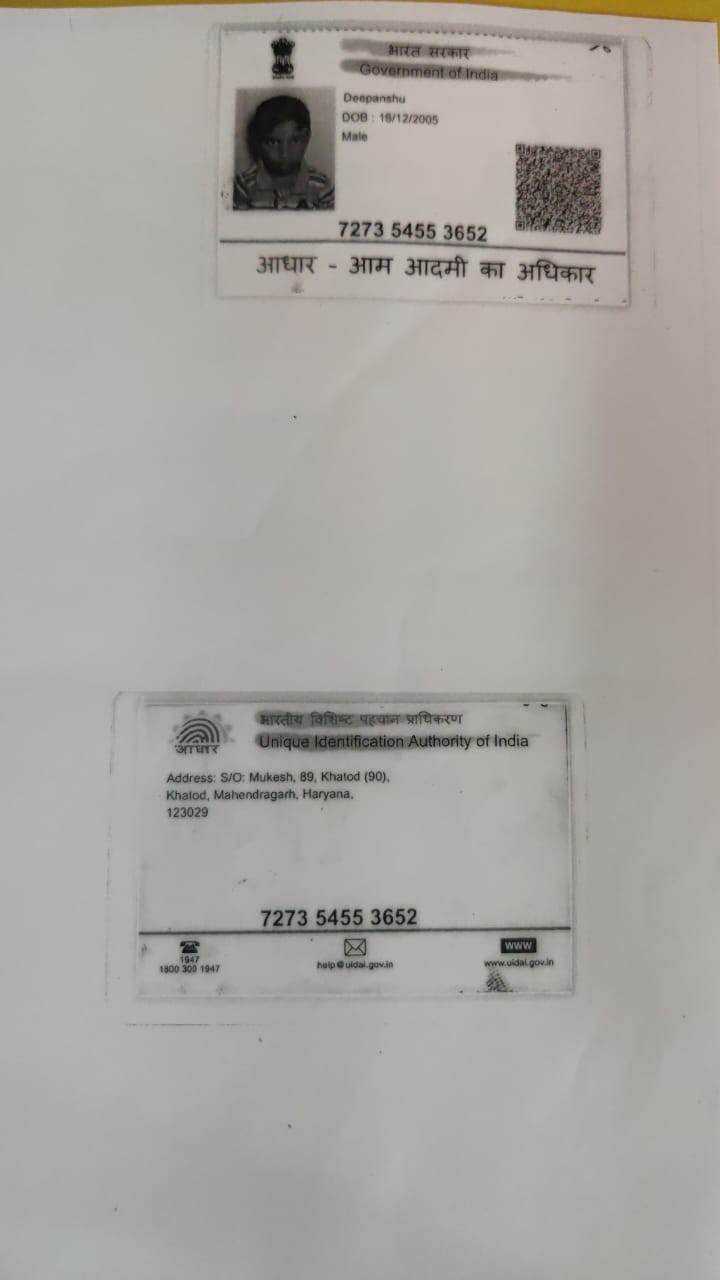 भारत सरकार
Government of India
Deepanshu
DOB : 16/12/2005
Male
7273 5455 3652
आधार - आम आदमी का अधिकार
भारतीय विशिष्ट पहचान प्राधिकरण
Unique Identification Authority of India
आधार
Address: S/O: Mukesh, 89, Khatod (90),
Khatod, Mahendragarh, Haryana,
123029
7273 5455 3652
1947
1800 300 1947
help@uidai.gov.in
WWW
www.uidai.gov.in